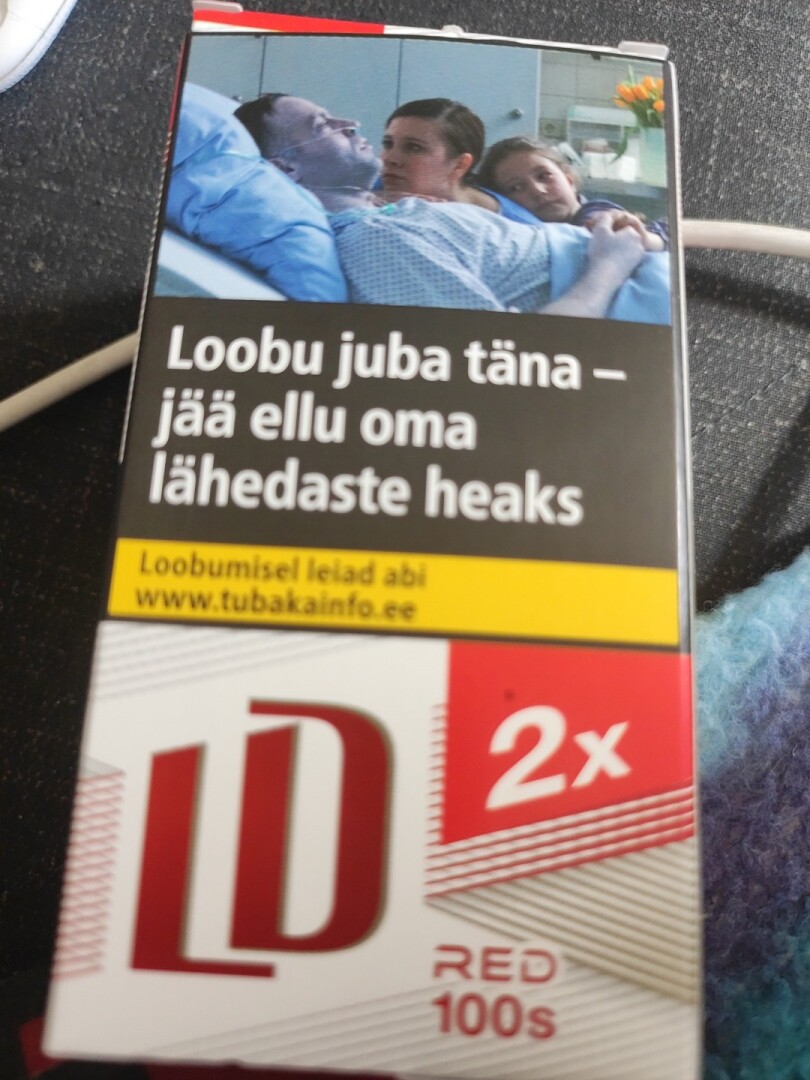 Loobu juba täna –
jää ellu oma
lähedaste heaks
Loobumisel leiad abi
www.tubakainfo.ee
LD
2x
RED
100s